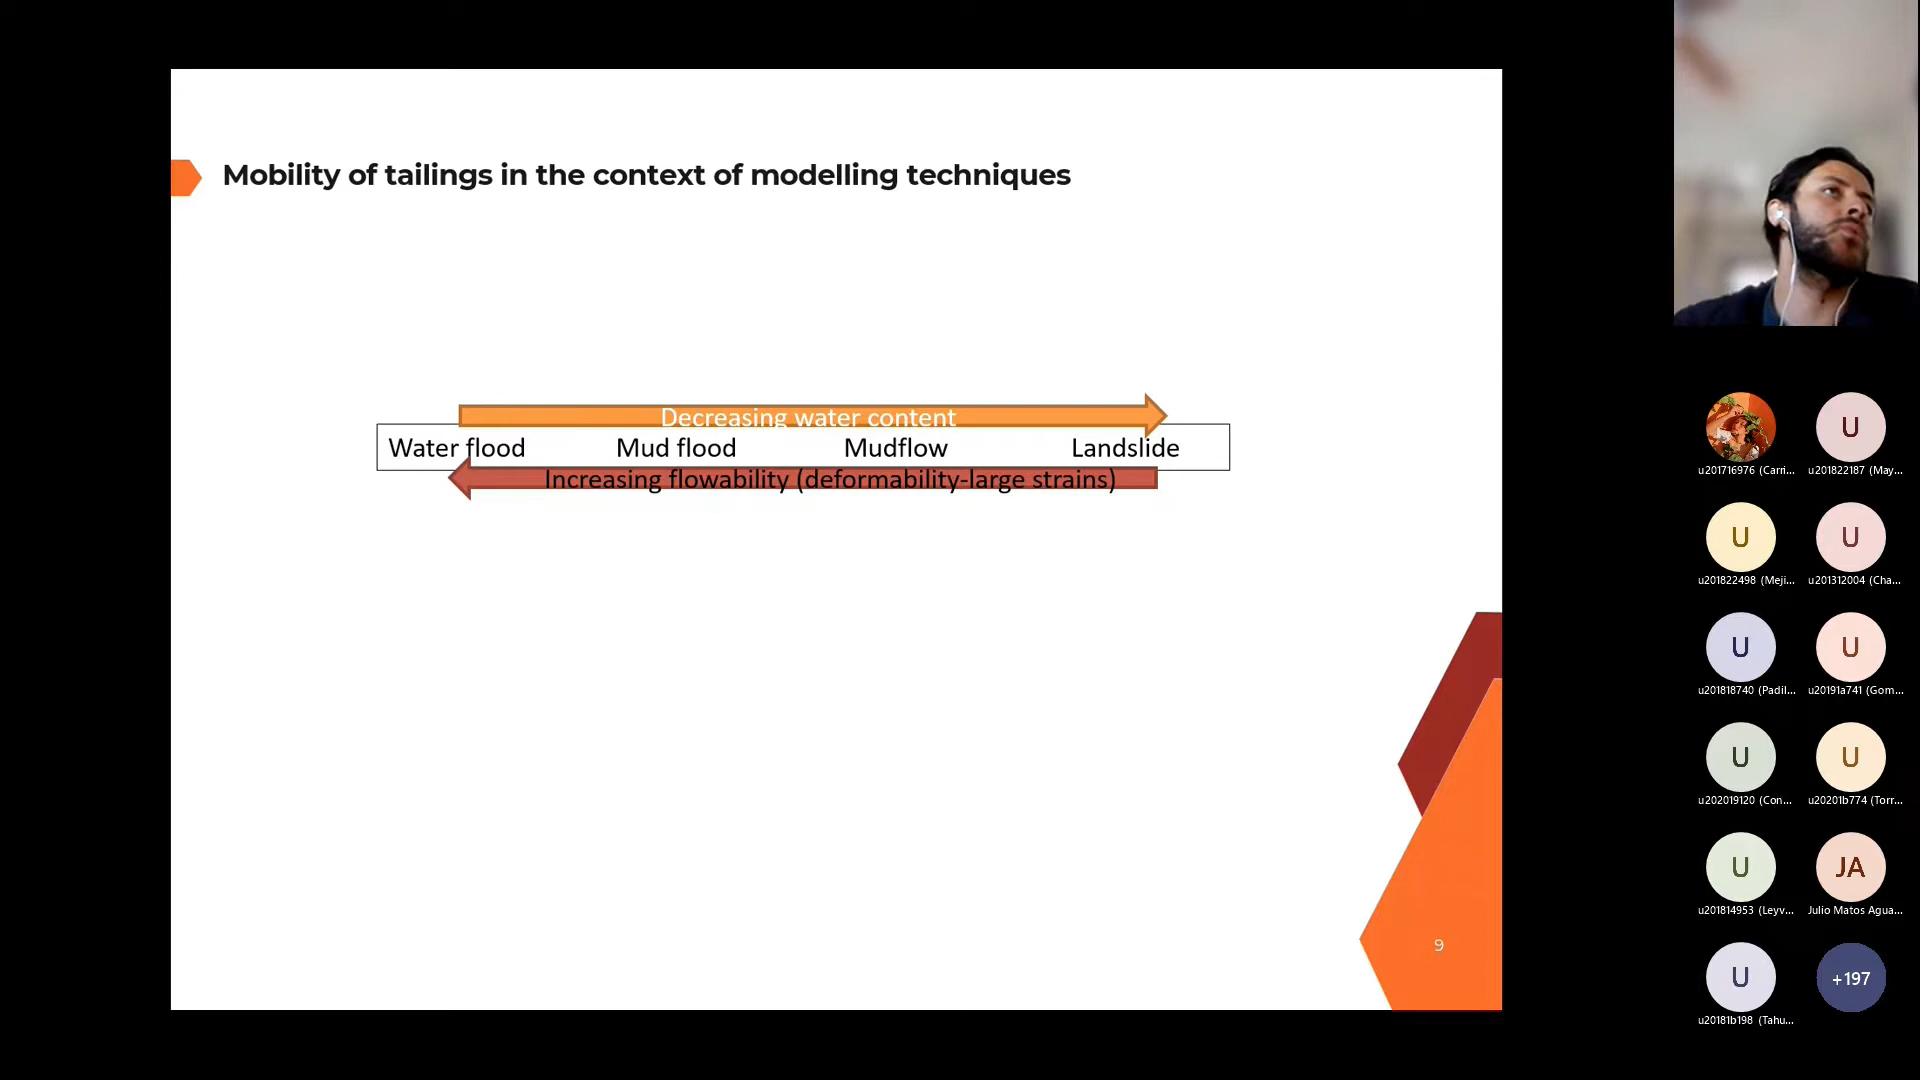 Mobility of tailings in the context of modelling techniques
Decreasing water content
Water flood Mud flood Mudflow Landslide
Increasing flowability (deformability-large strains)
9
u201716976 (Carri...
u201822187 (May...
U
u201822498 (Meji...
U
u201312004 (Cha...
U
u201818740 (Padil...
U
u20191a741 (Gom...
U
u202019120 (Con...
U
u20201b774 (Torr...
U
u201814953 (Leyv...
U
Julio Matos Agua...
JA
u20181b198 (Tahu...
U
+197